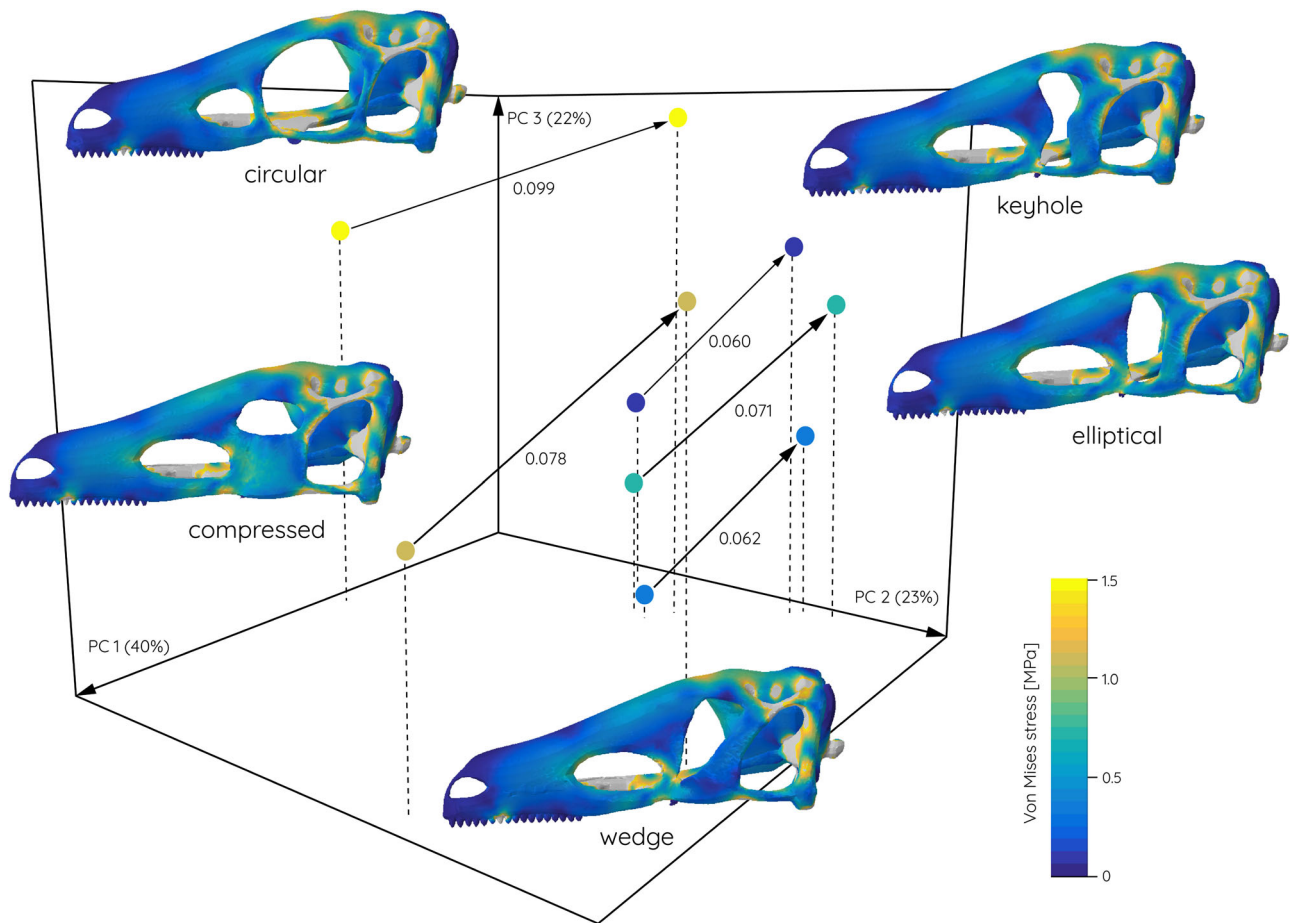 PC 3 (22%)
circular
0.099
keyhole
0.060
0.071
elliptical
0.078
compressed
0.062
PC 2 (23%)
PC 1 (40%)
Von Mises stress [MPa]
1.5
1.0
0.5
0
wedge